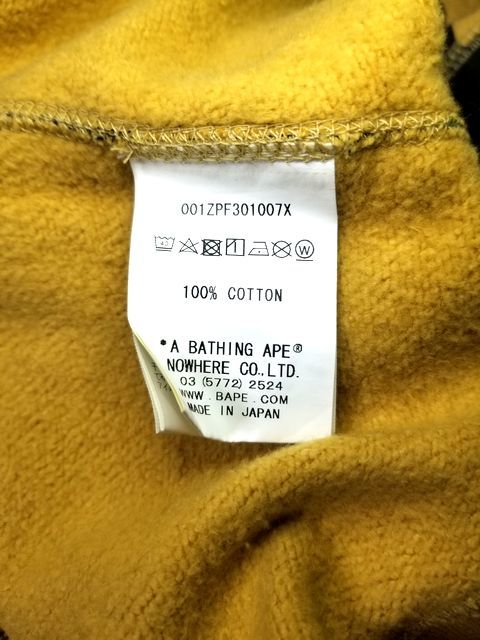 001ZPF301007X
100% COTTON
*A BATHING APE®
NOWHERE CO.,LTD.
03 (5772) 2524
WWW.BAPE.COM
MADE IN JAPAN